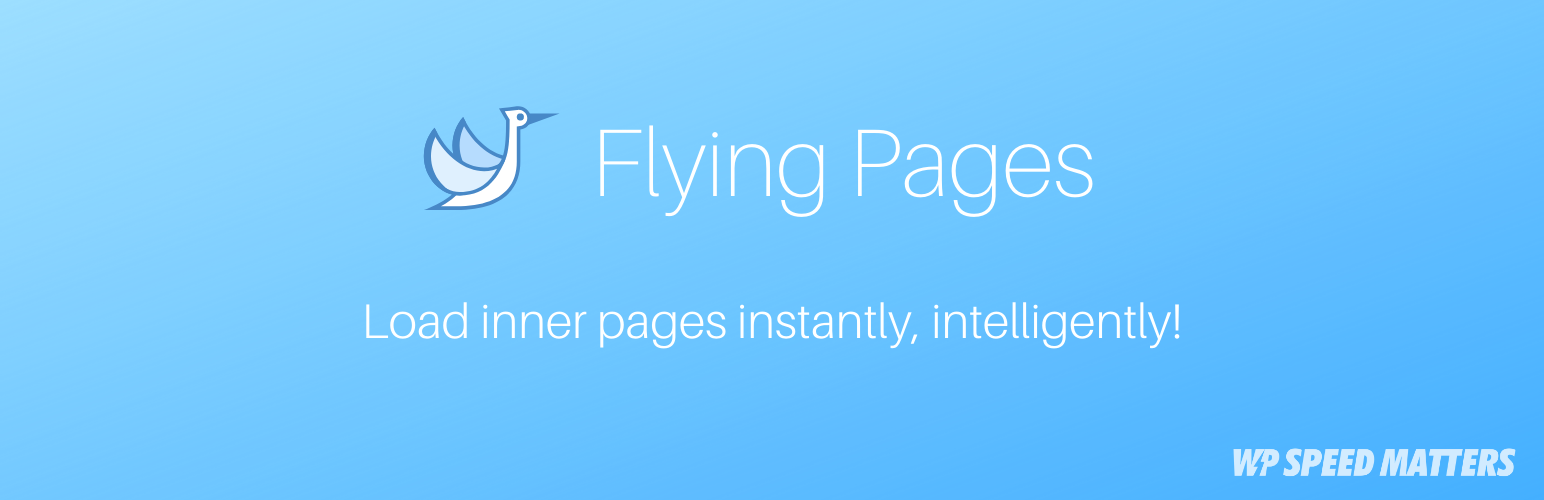 Flying Pages
Load inner pages instantly, intelligently!
WP SPEED MATTERS